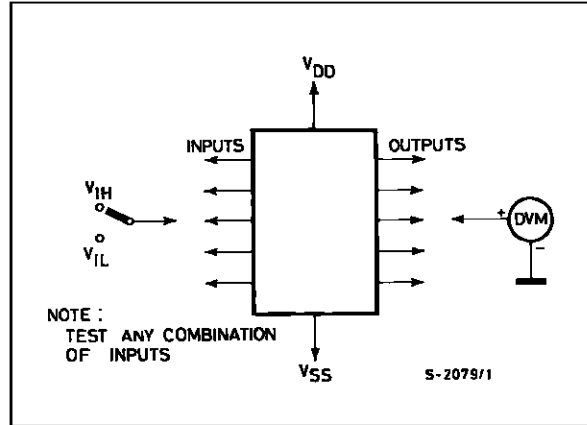 VDD
INPUTS
OUTPUTS
VIH
VIL
+
DVM
−
NOTE :
TEST ANY COMBINATION
OF INPUTS
VSS
S-2079/1